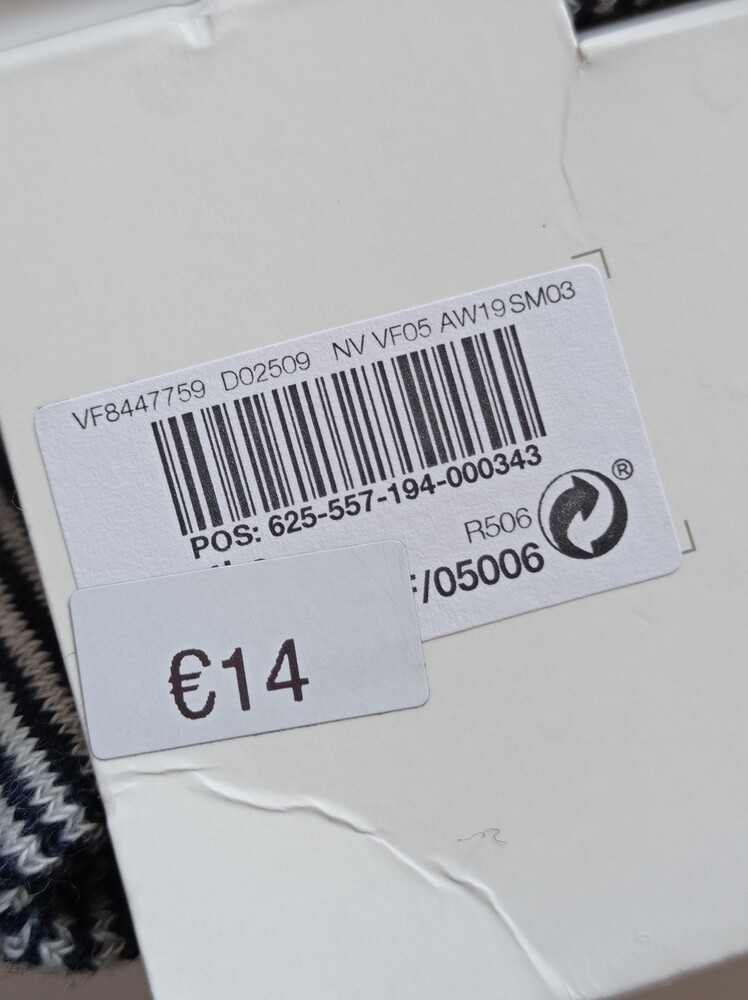 VF8447759 D02509 NV VF05 AW19 SM03
POS: 625-557-194-000343
R506 ®
/05006
€14